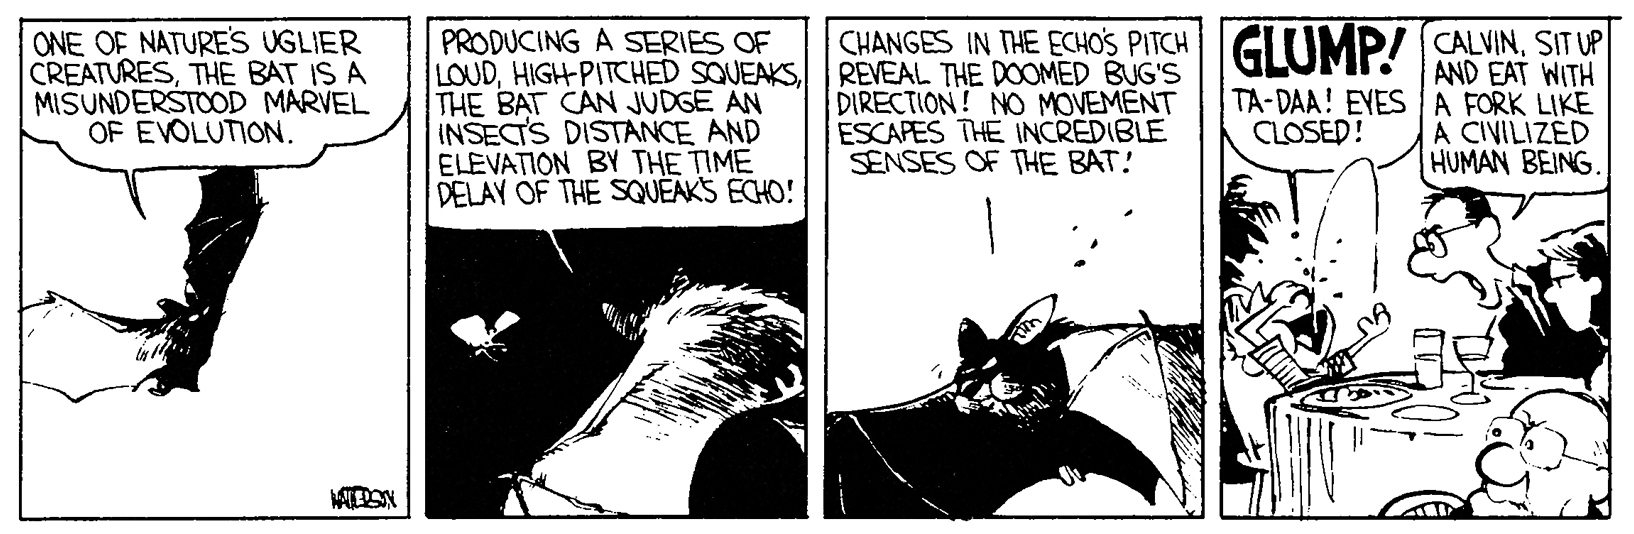 ONE OF NATURE'S UGLIER
CREATURES, THE BAT IS A
MISUNDERSTOOD MARVEL
OF EVOLUTION.
WATTERSON
PRODUCING A SERIES OF
LOUD, HIGH-PITCHED SQUEAKS,
THE BAT CAN JUDGE AN
INSECT'S DISTANCE AND
ELEVATION BY THE TIME
DELAY OF THE SQUEAK'S ECHO!
CHANGES IN THE ECHO'S PITCH
REVEAL THE DOOMED BUG'S
DIRECTION! NO MOVEMENT
ESCAPES THE INCREDIBLE
SENSES OF THE BAT!
GLUMP!
TA-DAA! EYES
CLOSED!
CALVIN, SIT UP
AND EAT WITH
A FORK LIKE
A CIVILIZED
HUMAN BEING.